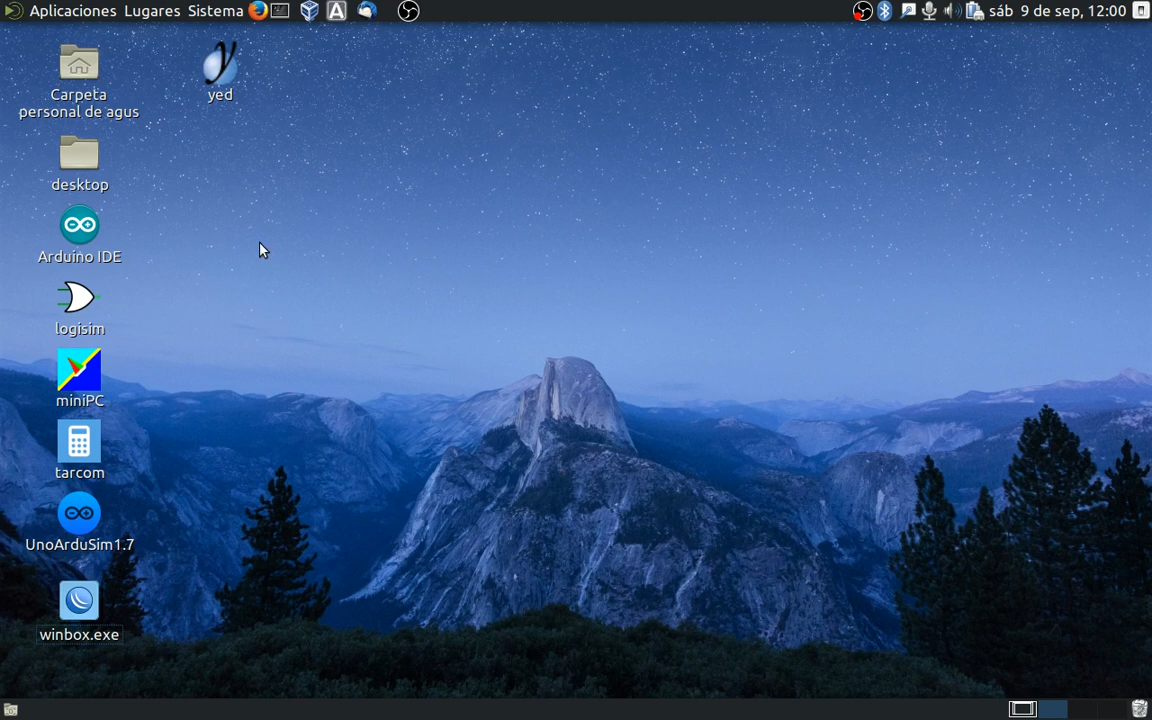 Aplicaciones Lugares Sistema
sáb 9 de sep, 12:00
Carpeta
personal de agus
yed
desktop
Arduino IDE
logisim
miniPC
tarcom
UnoArduSim1.7
winbox.exe